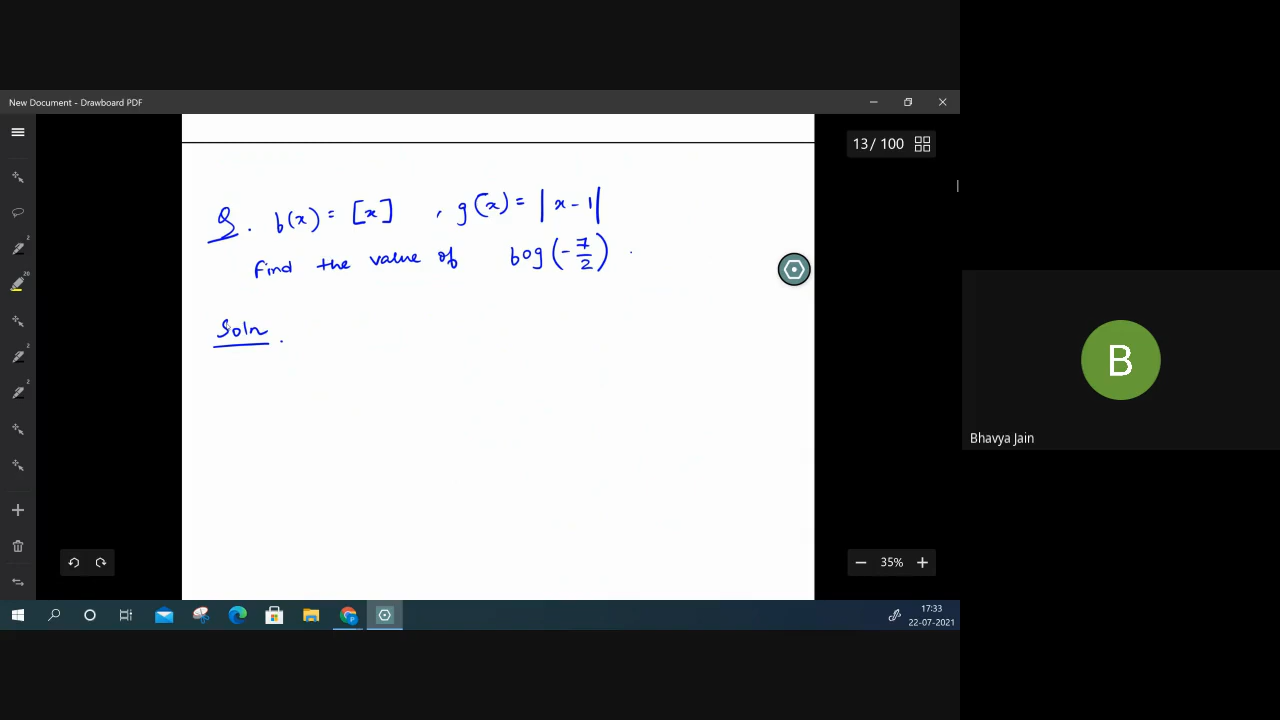 New Document - Drawboard PDF
13 / 100
Q. f(x) = [x] , g(x) = |x - 1|
Find the value of fog(-7/2) .
Soln .
35%
B
Bhavya Jain
17:33
22-07-2021